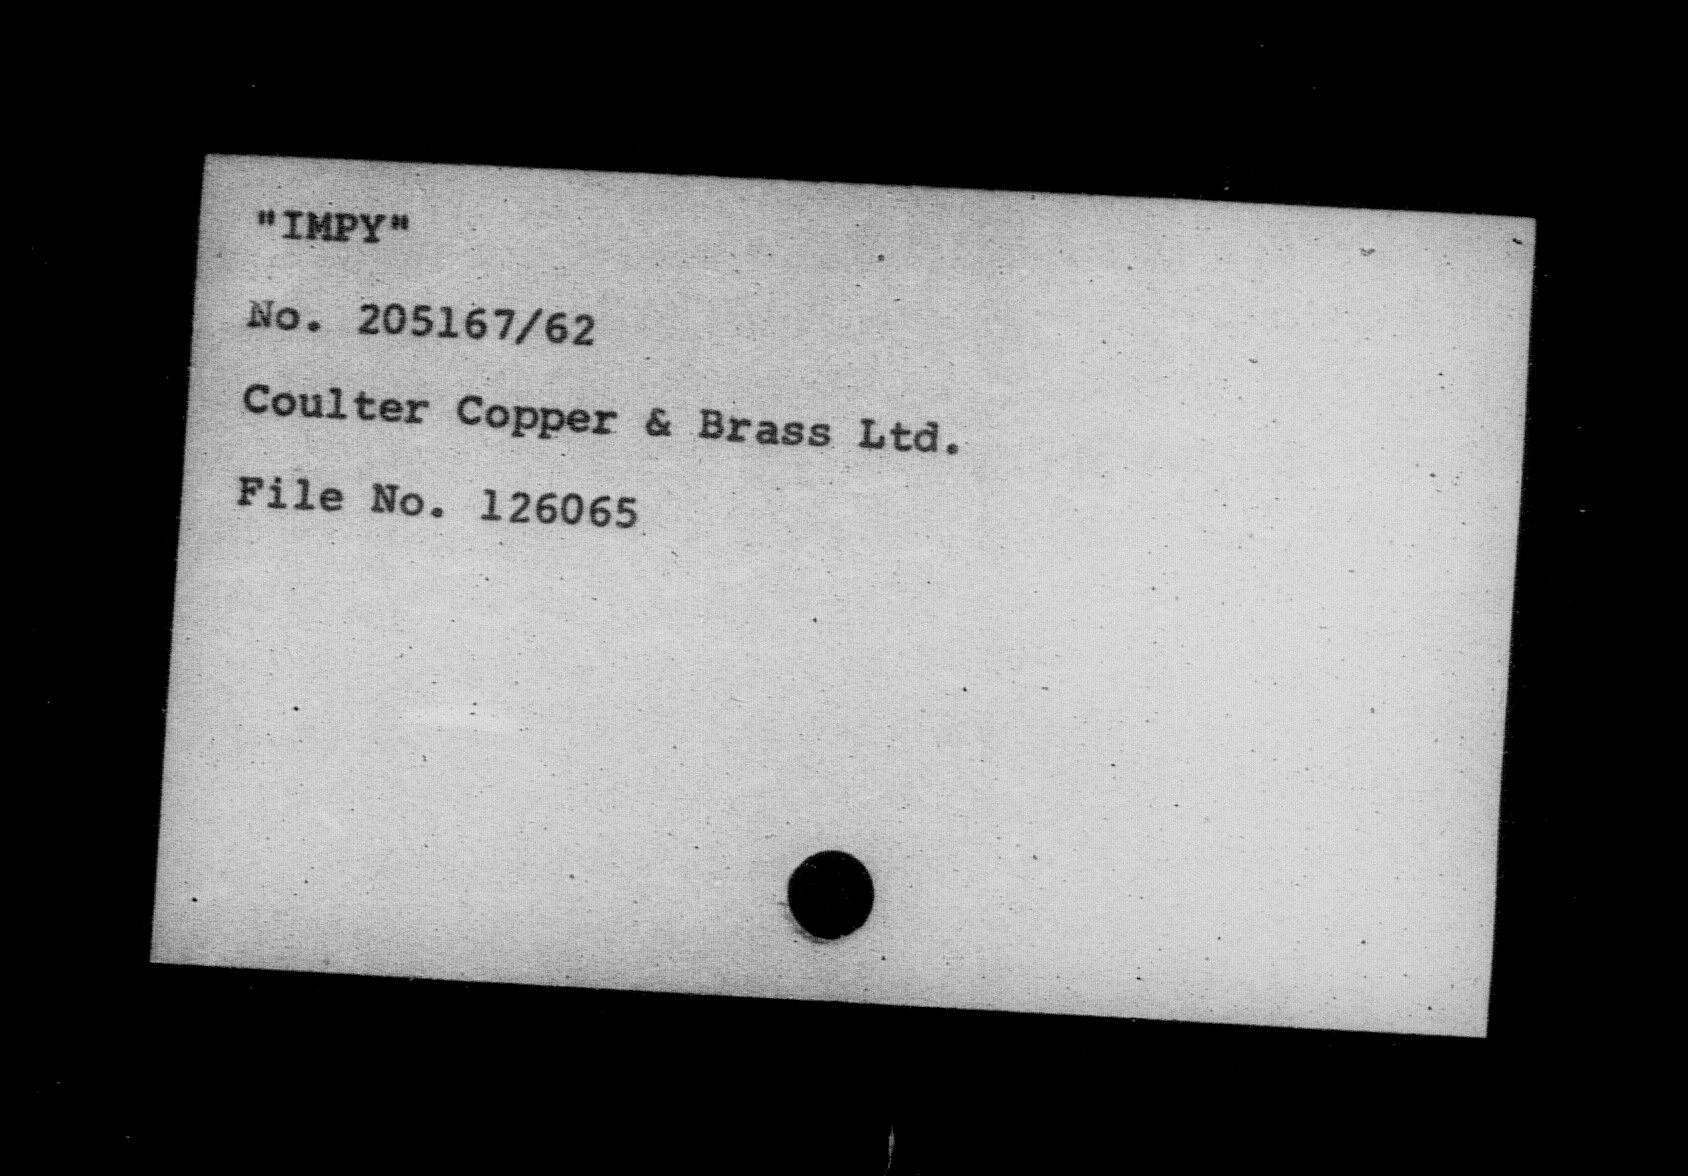 "IMPY"
No. 205167/62
Coulter Copper & Brass Ltd.
File No. 126065